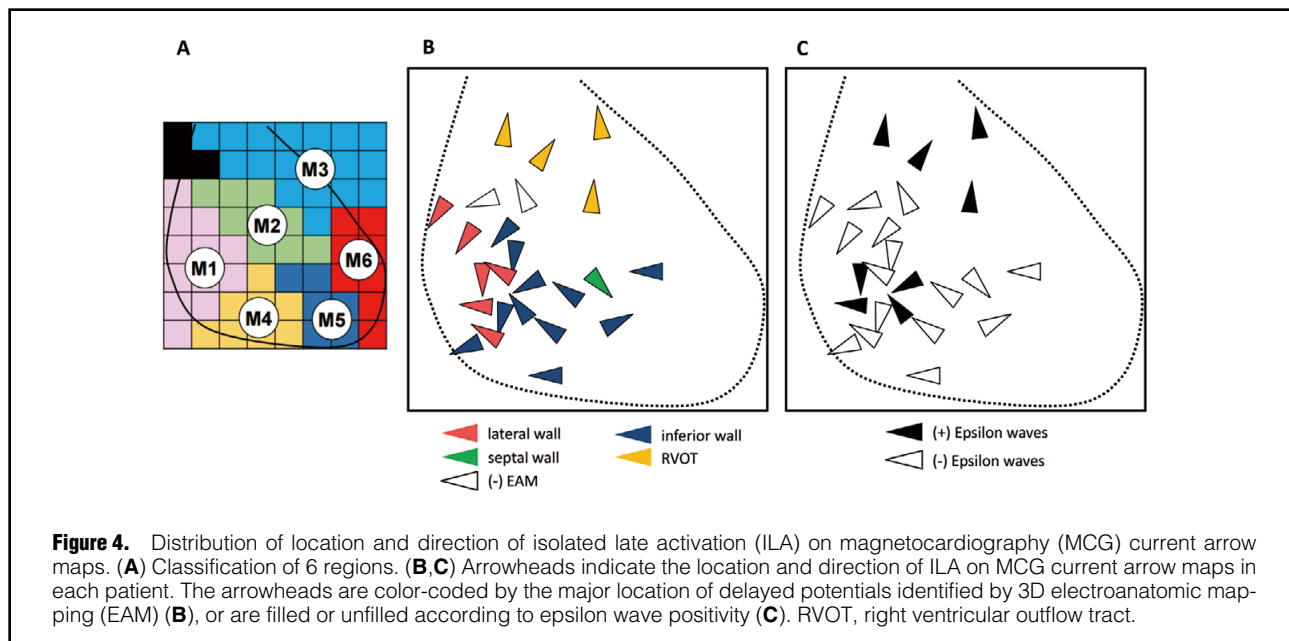 A
B
C
M3
M2
M1
M6
M4
M5
lateral wall
inferior wall
septal wall
RVOT
(-) EAM
(+) Epsilon waves
(-) Epsilon waves
Figure 4. Distribution of location and direction of isolated late activation (ILA) on magnetocardiography (MCG) current arrow
maps. (A) Classification of 6 regions. (B,C) Arrowheads indicate the location and direction of ILA on MCG current arrow maps in
each patient. The arrowheads are color-coded by the major location of delayed potentials identified by 3D electroanatomic map-
ping (EAM) (B), or are filled or unfilled according to epsilon wave positivity (C). RVOT, right ventricular outflow tract.